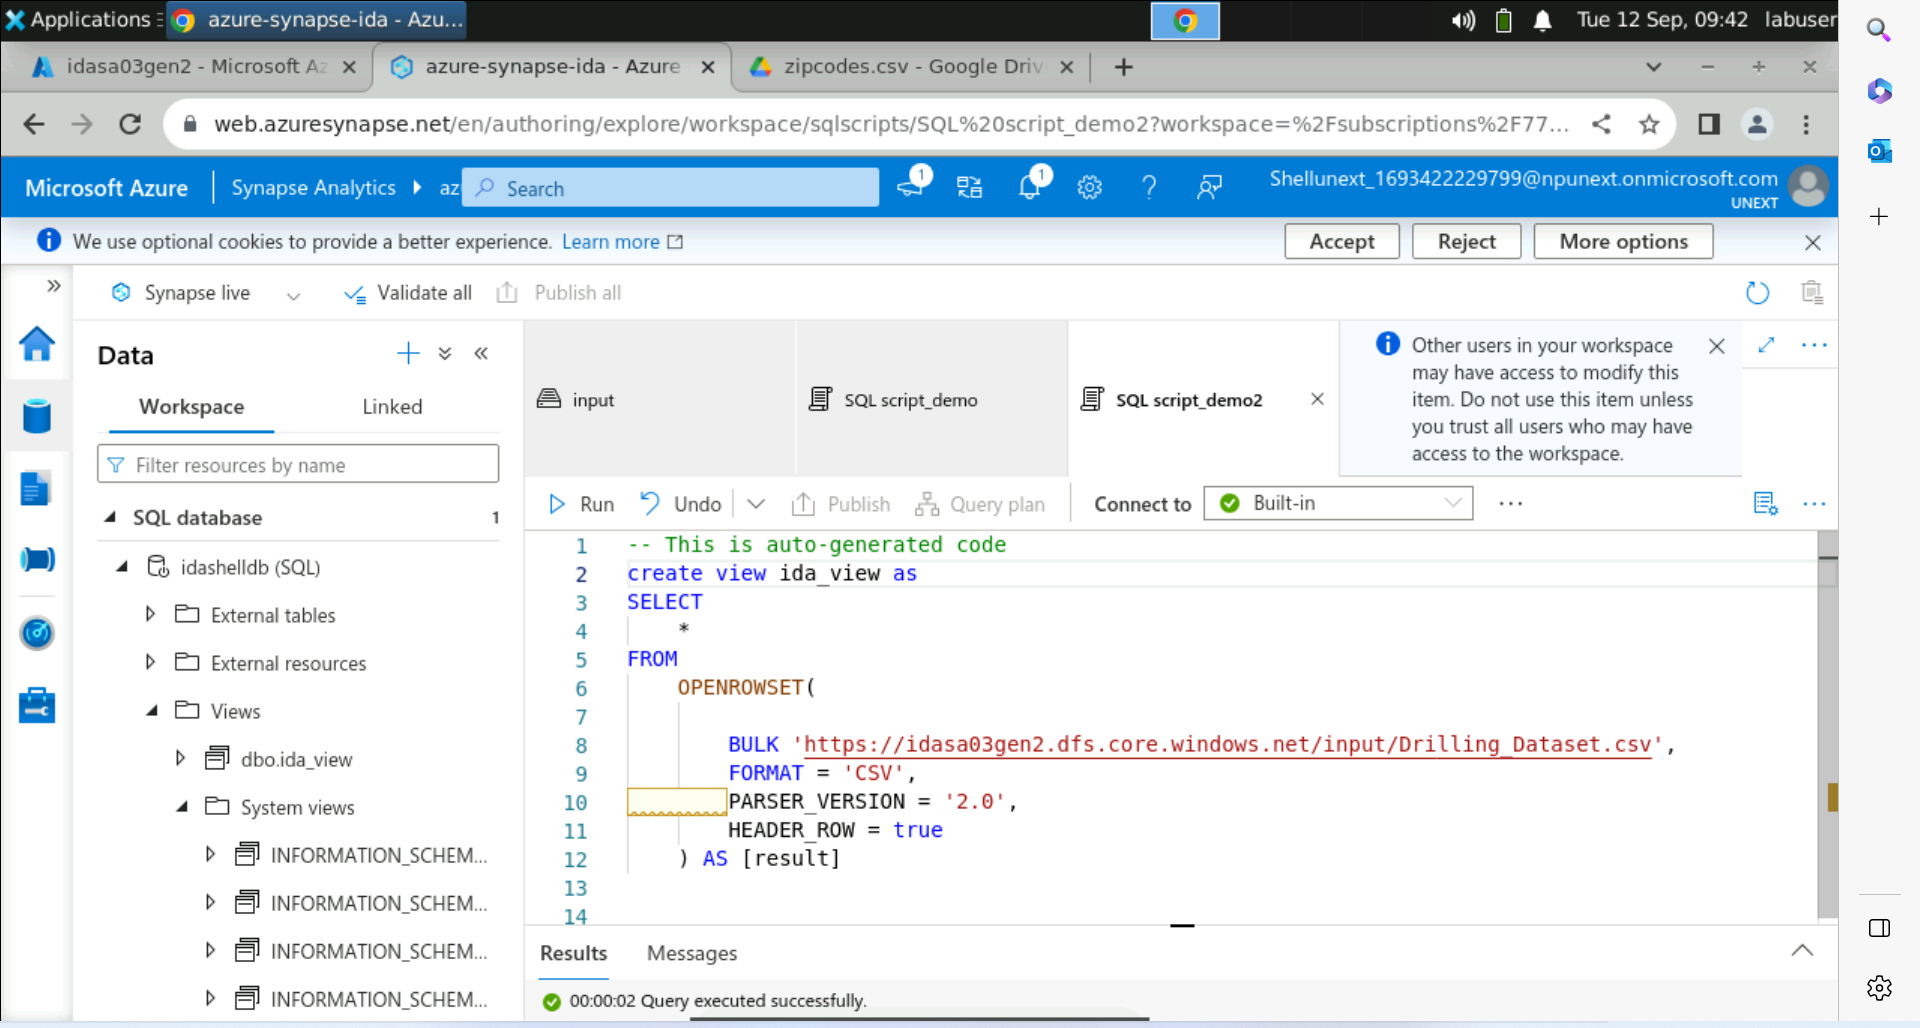 Applications
azure-synapse-ida - Azu...
Tue 12 Sep, 09:42
labuser
idasa03gen2 - Microsoft Az
azure-synapse-ida - Azure
zipcodes.csv - Google Driv
web.azuresynapse.net/en/authoring/explore/workspace/sqlscripts/SQL%20script_demo2?workspace=%2Fsubscriptions%2F77...
Microsoft Azure
Synapse Analytics
az
Search
1
1
Shellunext_1693422229799@npunext.onmicrosoft.com
UNEXT
We use optional cookies to provide a better experience. Learn more
Accept
Reject
More options
Synapse live
Validate all
Publish all
Data
Workspace
Linked
Filter resources by name
SQL database
1
idashelldb (SQL)
External tables
External resources
Views
dbo.ida_view
System views
INFORMATION_SCHEM...
INFORMATION_SCHEM...
INFORMATION_SCHEM...
INFORMATION_SCHEM...
input
SQL script_demo
SQL script_demo2
Other users in your workspace
may have access to modify this
item. Do not use this item unless
you trust all users who may have
access to the workspace.
Run
Undo
Publish
Query plan
Connect to
Built-in
1 -- This is auto-generated code
2 create view ida_view as
3 SELECT
4 *
5 FROM
6 OPENROWSET(
7
8 BULK 'https://idasa03gen2.dfs.core.windows.net/input/Drilling_Dataset.csv',
9 FORMAT = 'CSV',
10 PARSER_VERSION = '2.0',
11 HEADER_ROW = true
12 ) AS [result]
13
14
Results
Messages
00:00:02 Query executed successfully.